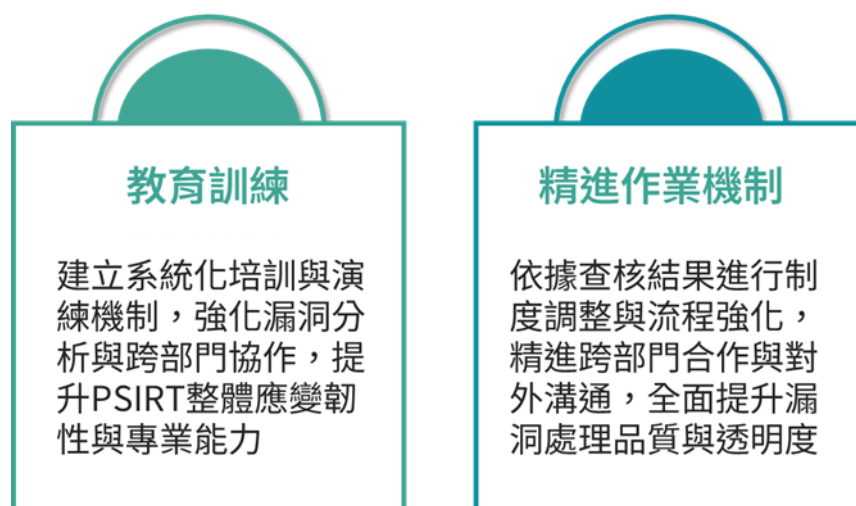 教育訓練
建立系統化培訓與演
練機制，強化漏洞分
析與跨部門協作，提
升PSIRT整體應變韌
性與專業能力
精進作業機制
依據查核結果進行制
度調整與流程強化，
精進跨部門合作與對
外溝通，全面提升漏
洞處理品質與透明度